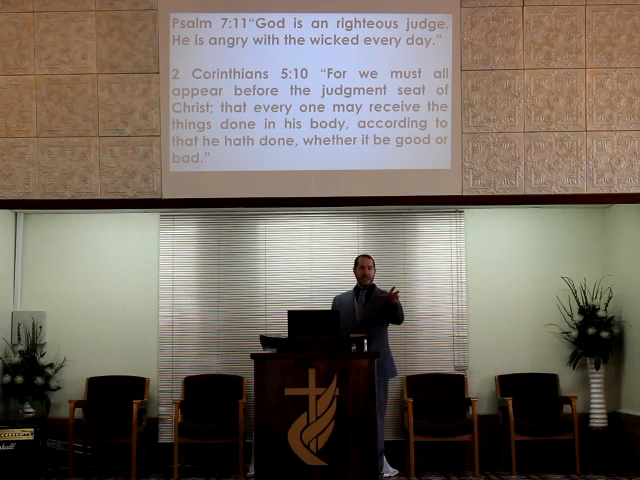 Psalm 7:11“God is an righteous judge.
He is angry with the wicked every day.”
2 Corinthians 5:10 “For we must all
appear before the judgment seat of
Christ; that every one may receive the
things done in his body, according to
that he hath done, whether it be good or
bad.”
Marshall